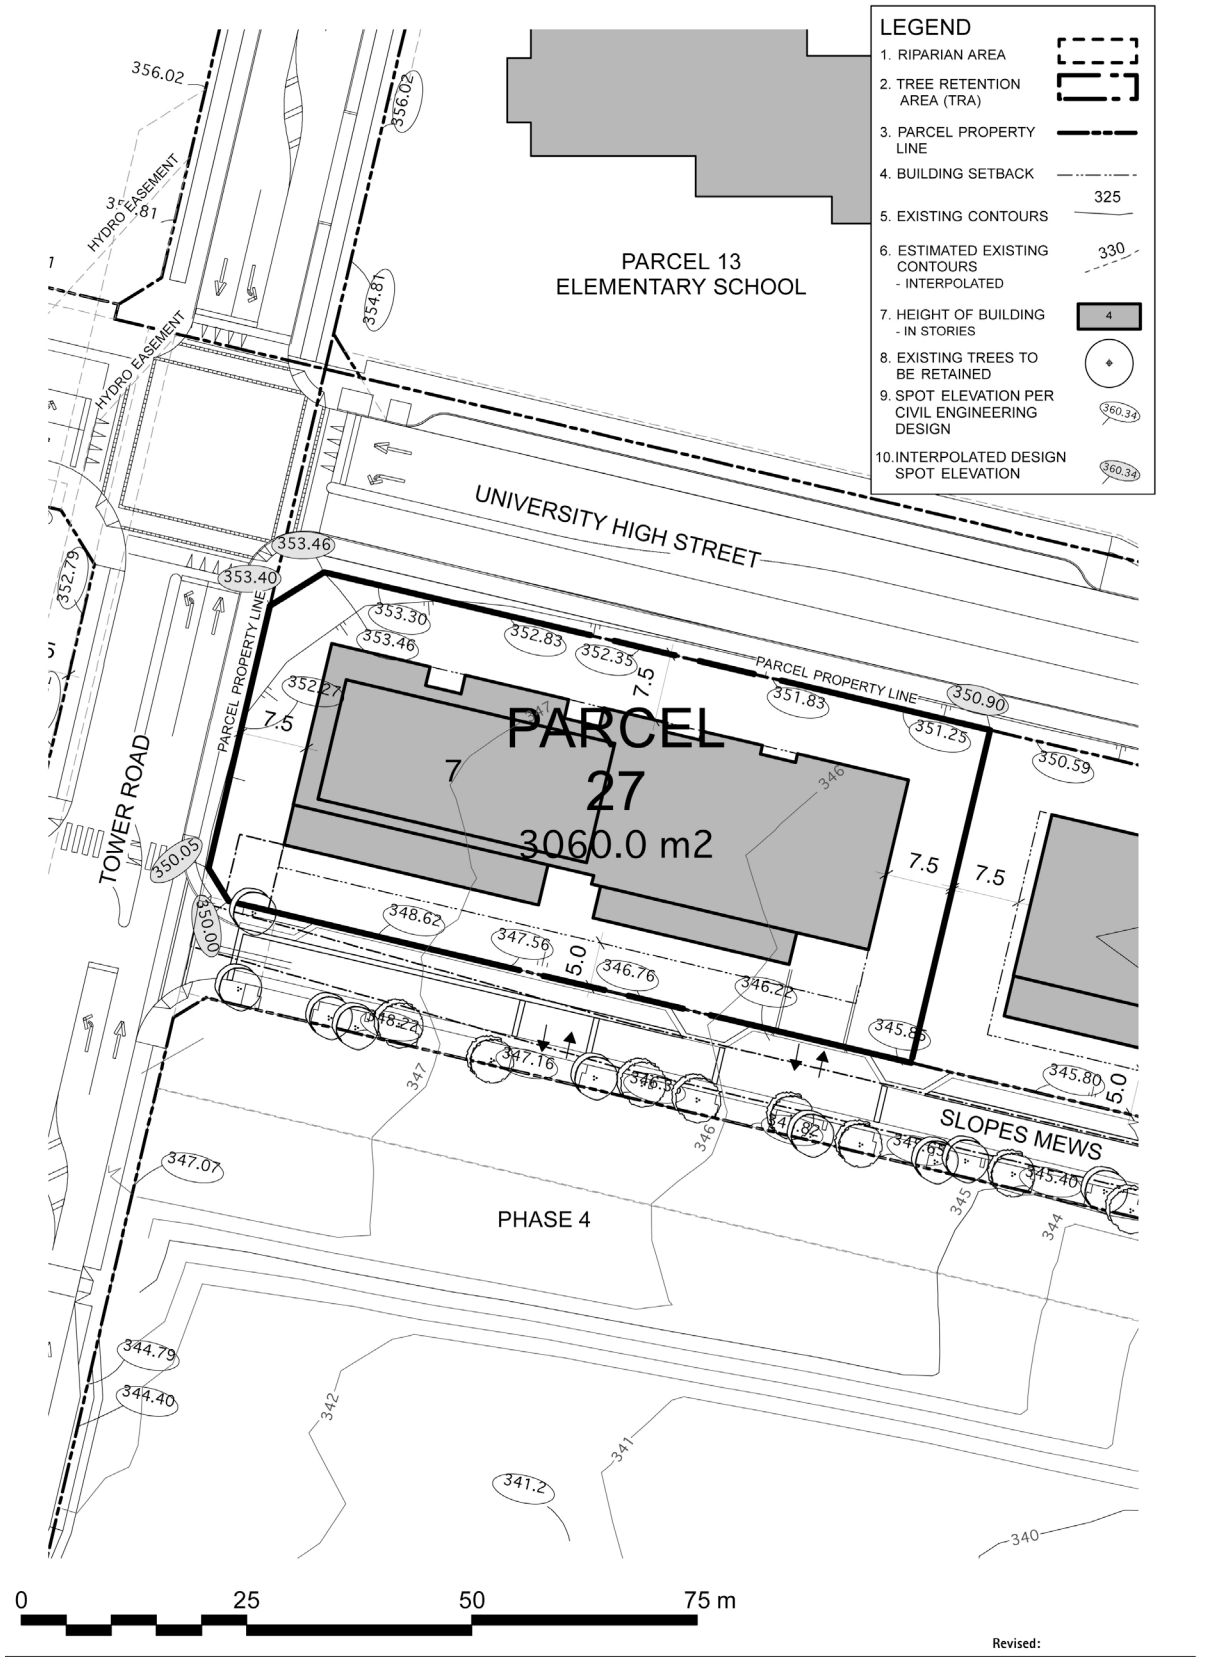 LEGEND
1. RIPARIAN AREA
2. TREE RETENTION
AREA (TRA)
3. PARCEL PROPERTY
LINE
4. BUILDING SETBACK
325
5. EXISTING CONTOURS
6. ESTIMATED EXISTING
CONTOURS
- INTERPOLATED
330
7. HEIGHT OF BUILDING
- IN STORIES
4
8. EXISTING TREES TO
BE RETAINED
9. SPOT ELEVATION PER
CIVIL ENGINEERING
DESIGN
360.34
10.INTERPOLATED DESIGN
SPOT ELEVATION
360.34
356.02
356.02
HYDRO EASEMENT
354.81
HYDRO EASEMENT
PARCEL 13
ELEMENTARY SCHOOL
UNIVERSITY HIGH STREET
352.79
353.46
353.40
353.30
353.46
352.83
352.35
352.27
7.5
7.5
PARCEL PROPERTY LINE
PARCEL PROPERTY LINE
351.83
350.90
351.25
350.59
347
PARCEL
27
3060.0 m2
7
346
TOWER ROAD
350.05
350.00
7.5
7.5
348.62
347.56
5.0
346.76
346.22
345.85
348.22
347.16
347
346
345.80
5.0
SLOPES MEWS
345.40
345
344
347.07
PHASE 4
344.79
344.40
342
341
341.2
340
0
25
50
75 m
Revised: